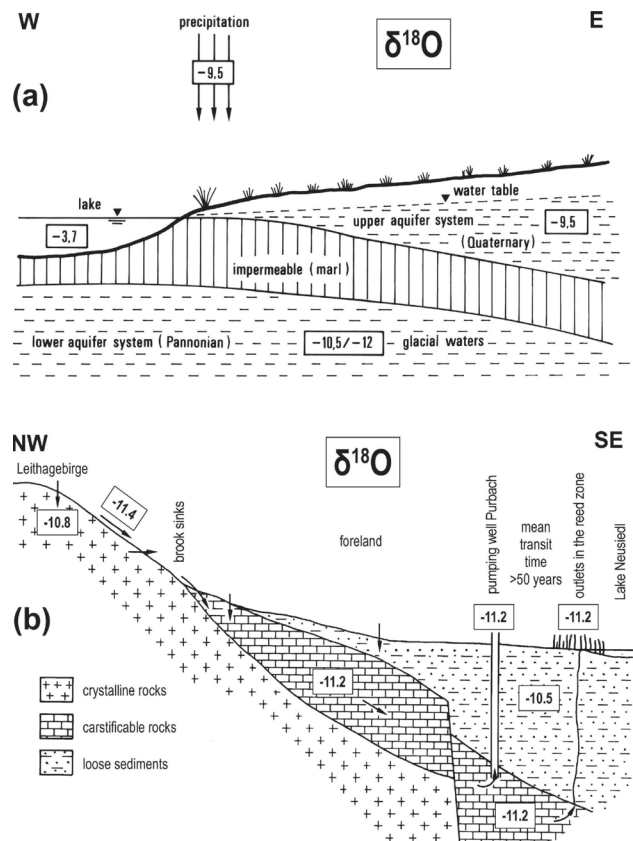 W
precipitation
δ¹⁸O
E
(a)
−9,5
water table
lake
upper aquifer system
−9,5
−3,7
(Quaternary)
impermeable (marl)
lower aquifer system (Pannonian)
−10,5/−12
glacial waters
NW
δ¹⁸O
SE
Leithagebirge
-10.8
-11.4
brook sinks
foreland
pumping well Purbach
mean
transit
time
>50 years
outlets in the reed zone
Lake Neusiedl
-11.2
-11.2
(b)
-11.2
-10.5
-11.2
crystalline rocks
carstificable rocks
loose sediments